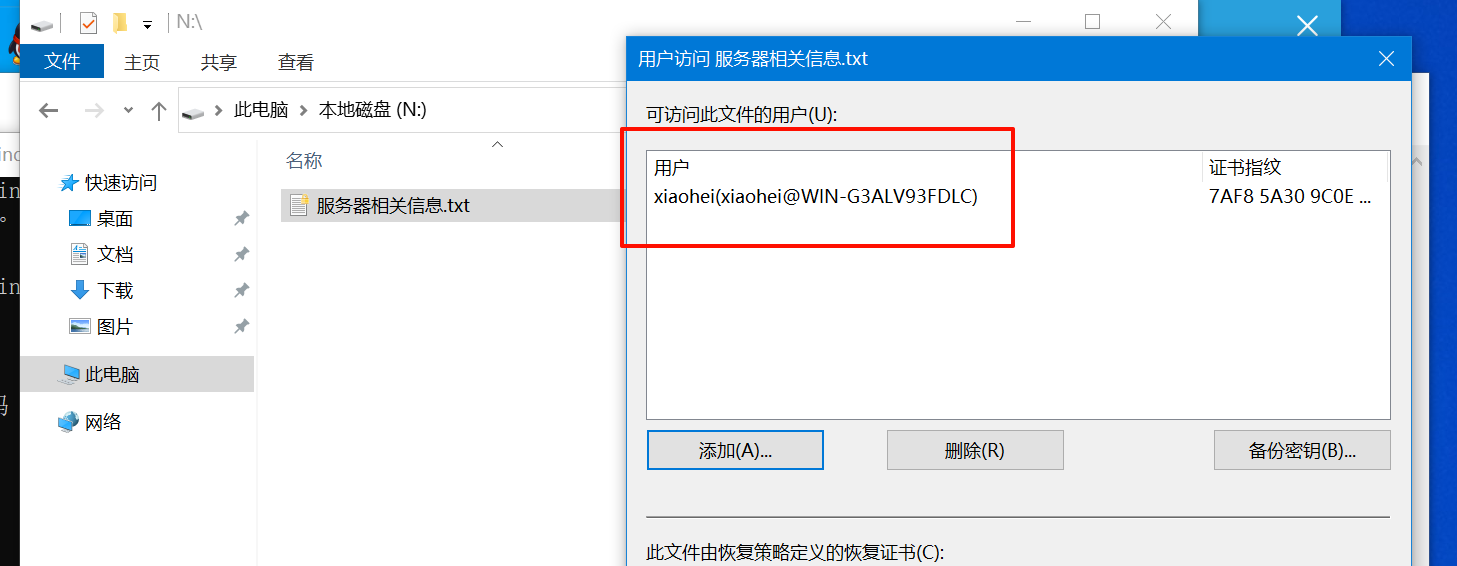 N:\
文件 主页 共享 查看
此电脑 本地磁盘 (N:)
快速访问
桌面
文档
下载
图片
此电脑
网络
名称
服务器相关信息.txt
用户访问 服务器相关信息.txt
可访问此文件的用户(U):
用户 证书指纹
xiaohei(xiaohei@WIN-G3ALV93FDLC) 7AF8 5A30 9C0E ...
添加(A)... 删除(R) 备份密钥(B)...
此文件由恢复策略定义的恢复证书(C):